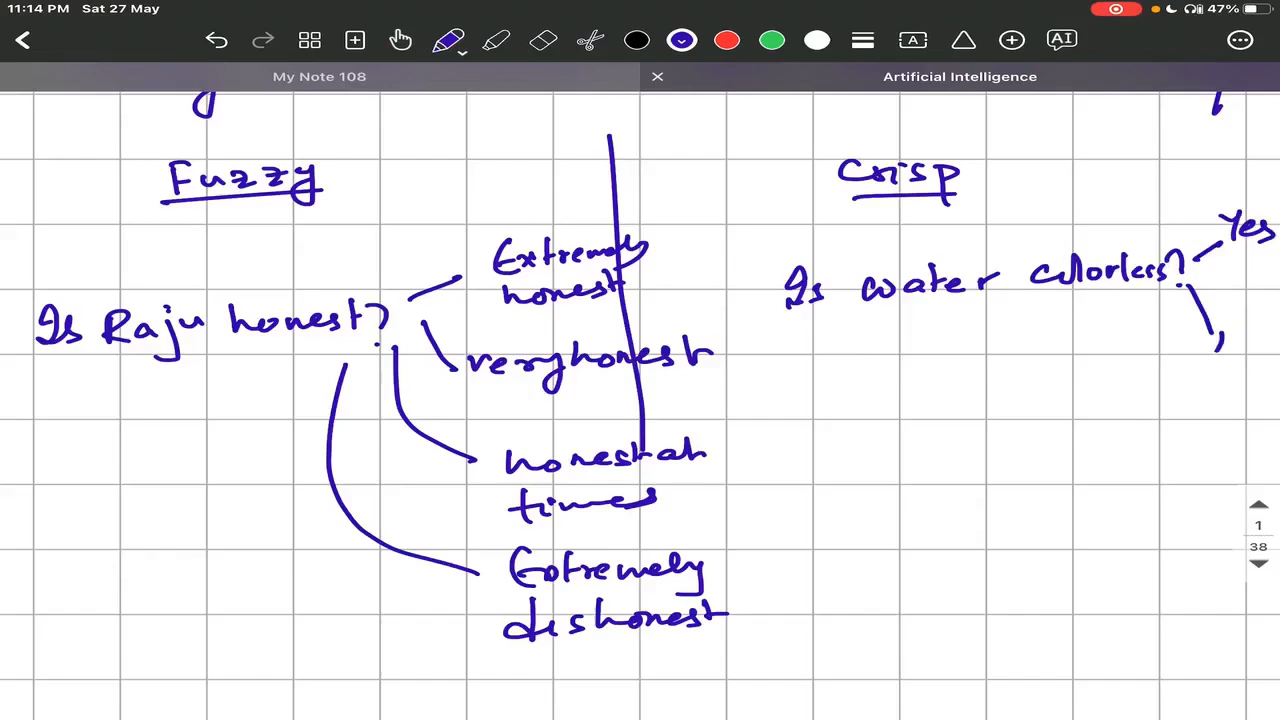 11:14 PM Sat 27 May
47%
My Note 108
Artificial Intelligence
Fuzzy
Crisp
Is Raju honest?
Extremely
honest
very honest
honest at
times
Extremely
dishonest
Is water colorless?
Yes
1
38
A
AI